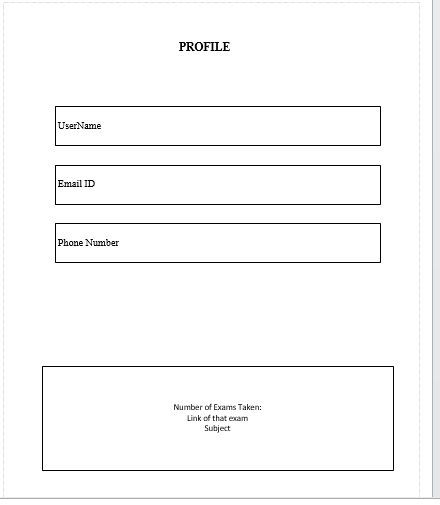 PROFILE
UserName
Email ID
Phone Number
Number of Exams Taken:
Link of that exam
Subject